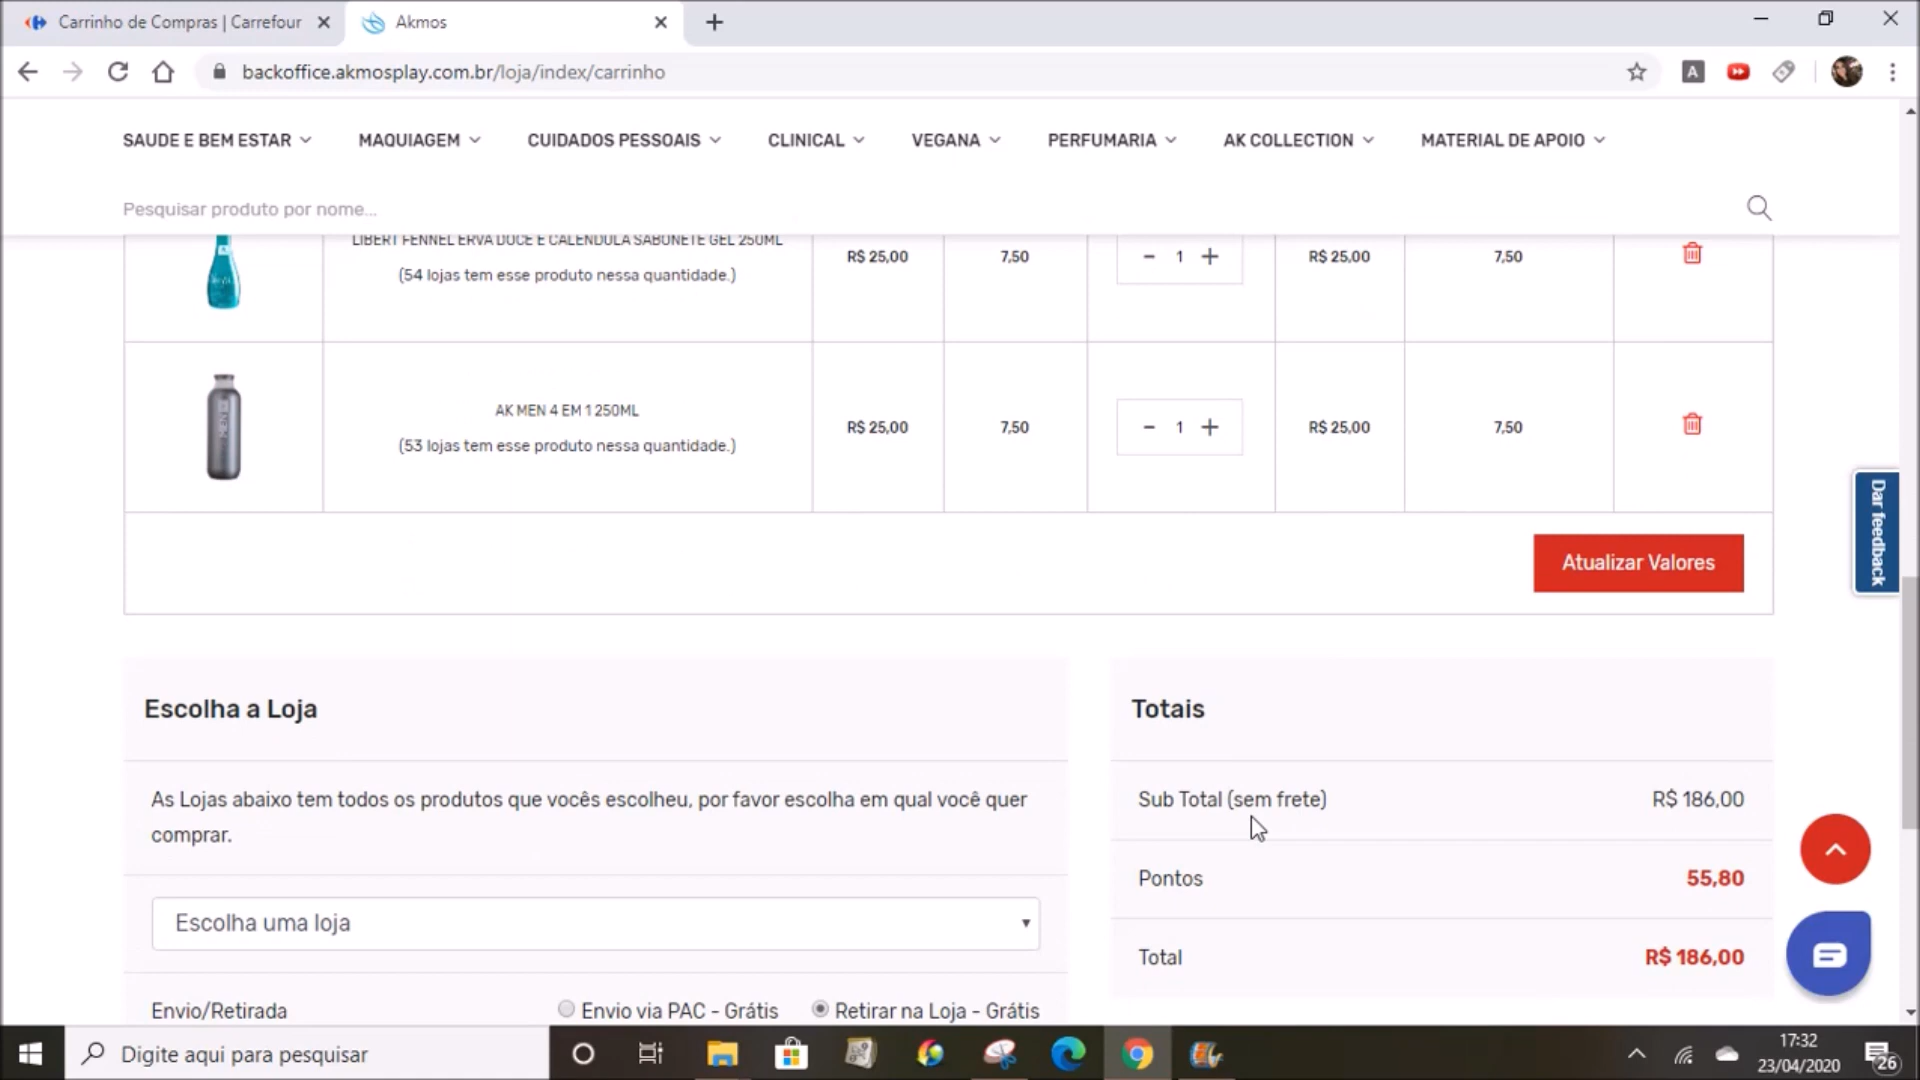 Carrinho de Compras | Carrefour
Akmos
backoffice.akmosplay.com.br/loja/index/carrinho
SAUDE E BEM ESTAR MAQUIAGEM CUIDADOS PESSOAIS CLINICAL VEGANA PERFUMARIA AK COLLECTION MATERIAL DE APOIO
Pesquisar produto por nome...
LIBERT FENNEL ERVA DOCE E CALENDULA SABONETE GEL 250ML
(54 lojas tem esse produto nessa quantidade.)
R$ 25,00 7,50 - 1 + R$ 25,00 7,50
AK MEN 4 EM 1 250ML
(53 lojas tem esse produto nessa quantidade.)
R$ 25,00 7,50 - 1 + R$ 25,00 7,50
Atualizar Valores
Dar feedback
Escolha a Loja
As Lojas abaixo tem todos os produtos que vocês escolheu, por favor escolha em qual você quer
comprar.
Escolha uma loja
Envio/Retirada Envio via PAC - Grátis Retirar na Loja - Grátis
Totais
Sub Total (sem frete) R$ 186,00
Pontos 55,80
Total R$ 186,00
Digite aqui para pesquisar
17:32
23/04/2020
26